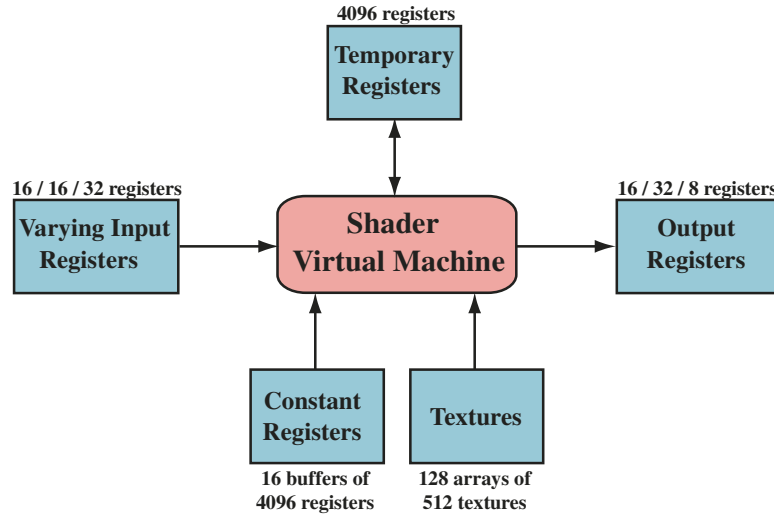 4096 registers
Temporary
Registers
16 / 16 / 32 registers
Varying Input
Registers
Shader
Virtual Machine
16 / 32 / 8 registers
Output
Registers
Constant
Registers
16 buffers of
4096 registers
Textures
128 arrays of
512 textures